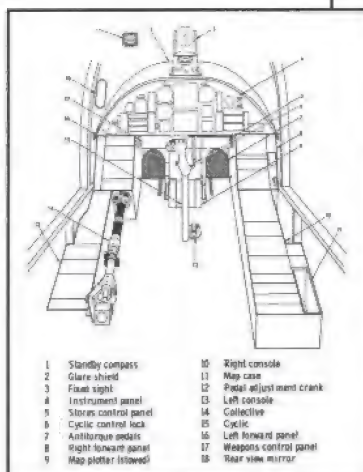 1 Standby compass
2 Glare shield
3 Fixed sight
4 Instrument panel
5 Stores control panel
6 Cyclic control lock
7 Antitorque pedals
8 Right forward panel
9 Map plotter (stowed)
10 Right console
11 Map case
12 Pedal adjustment crank
13 Left console
14 Collective
15 Cyclic
16 Left forward panel
17 Weapons control panel
18 Rear view mirror